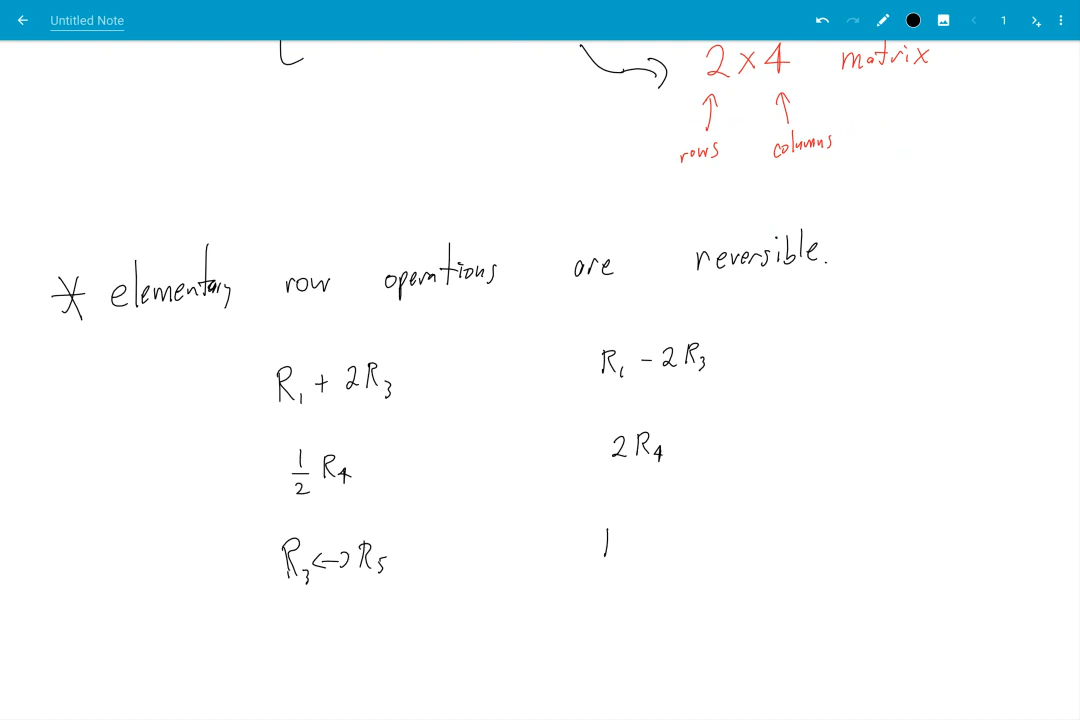 Untitled Note
1
2 × 4 matrix
rows columns
* elementary row operations are reversible.
R₁ + 2R₃ R₁ - 2R₃
1/2 R₄ 2R₄
R₃ ↔ R₅